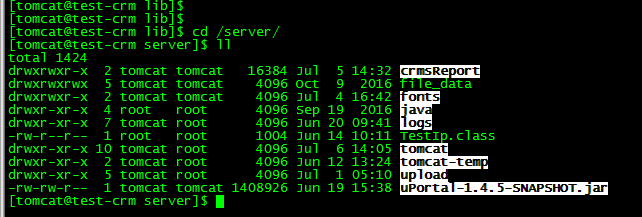 [tomcat@test-crm lib]$
[tomcat@test-crm lib]$
[tomcat@test-crm lib]$ cd /server/
[tomcat@test-crm server]$ ll
total 1424
drwxrwxr-x 2 tomcat tomcat 16384 Jul 5 14:32 crmsReport
drwxrwxrwx 5 tomcat tomcat 4096 Oct 9 2016 file_data
drwxrwxr-x 2 tomcat tomcat 4096 Jul 4 16:42 fonts
drwxr-xr-x 4 root root 4096 Sep 19 2016 java
drwxrwxr-x 7 tomcat tomcat 4096 Jun 20 09:41 logs
-rw-r--r-- 1 root root 1004 Jun 14 10:11 TestIp.class
drwxr-xr-x 10 tomcat tomcat 4096 Jul 6 14:05 tomcat
drwxr-xr-x 2 root root 4096 Jun 12 13:24 tomcat-temp
drwxr-xr-x 5 root root 4096 Jul 1 05:10 upload
-rw-rw-r-- 1 tomcat tomcat 1408926 Jun 19 15:38 uPortal-1.4.5-SNAPSHOT.jar
[tomcat@test-crm server]$